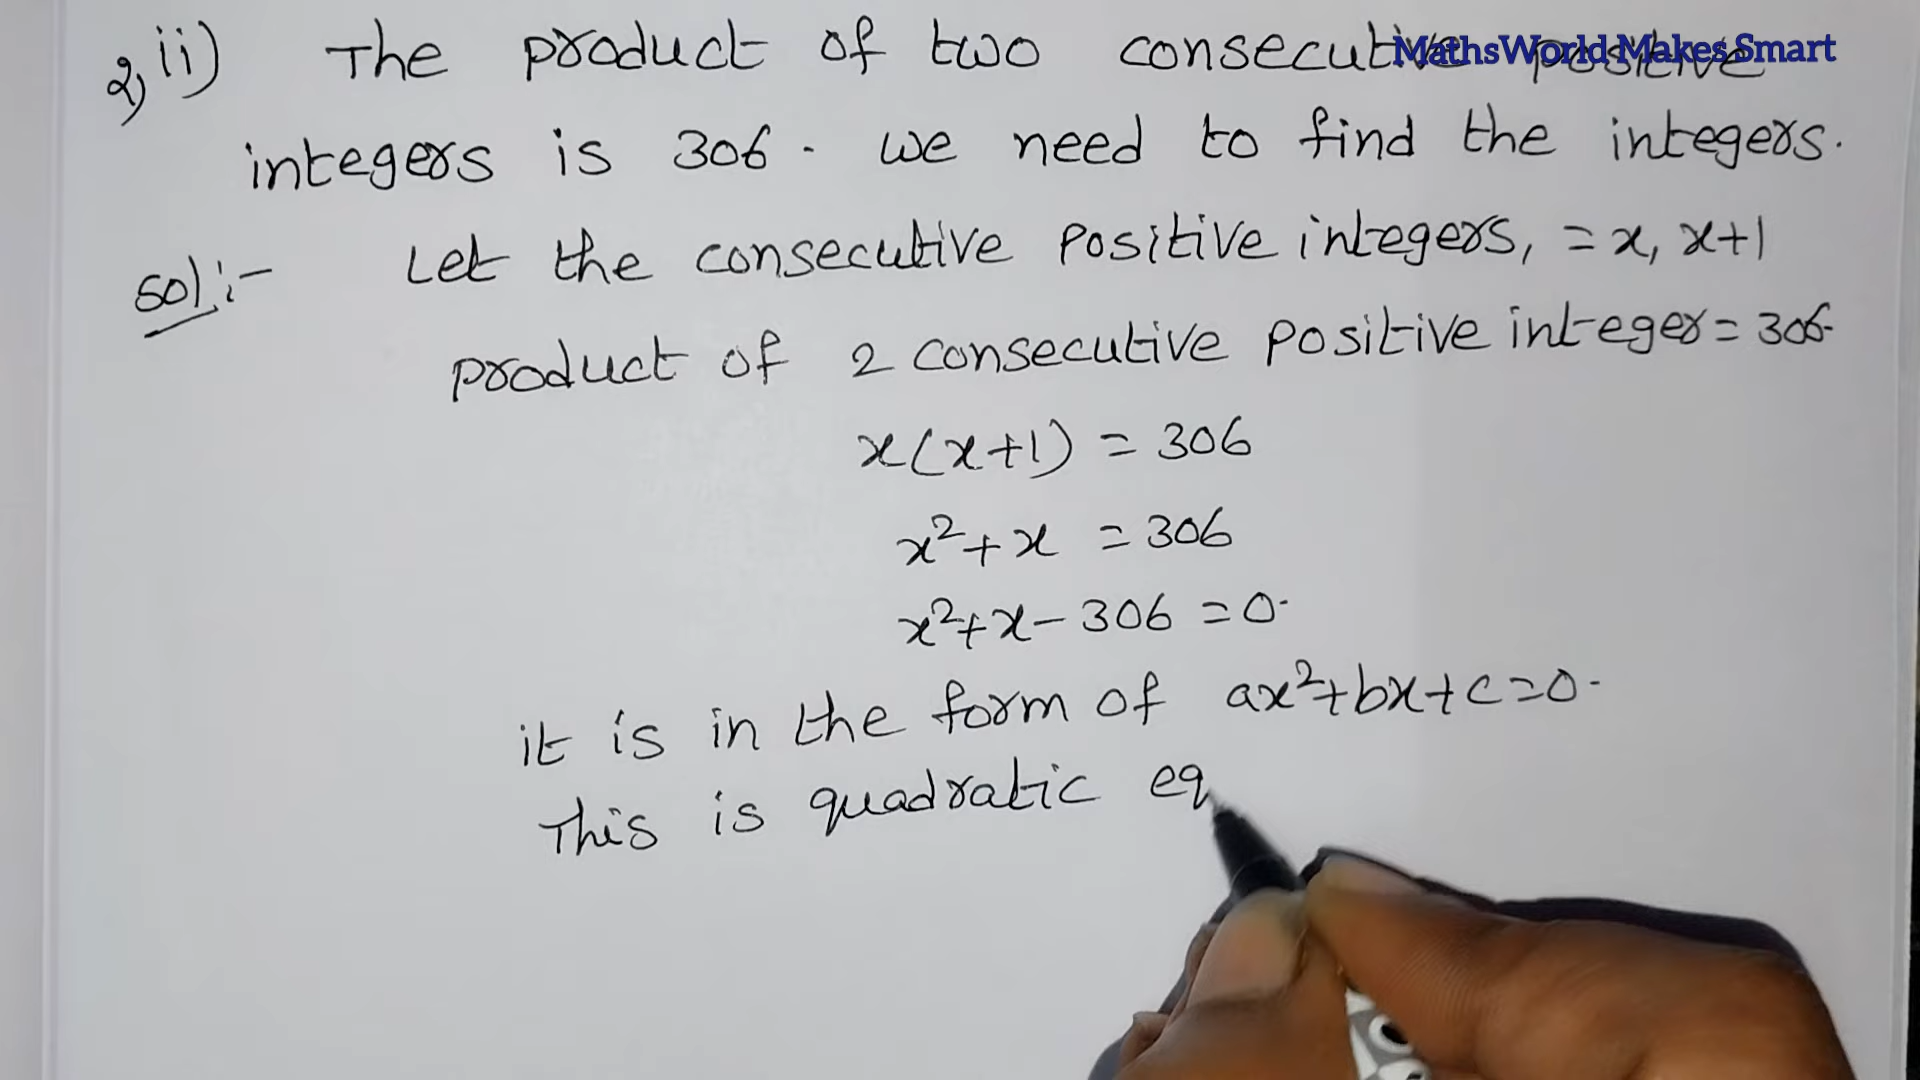 2, ii) The product of two consecutive positive
MathsWorld Makes Smart
integers is 306. we need to find the integers.
Sol:- Let the consecutive positive integers, = x, x+1
product of 2 consecutive positive integer = 306.
x(x+1) = 306
x²+x = 306
x²+x-306 = 0.
it is in the form of ax²+bx+c=0.
This is quadratic eq